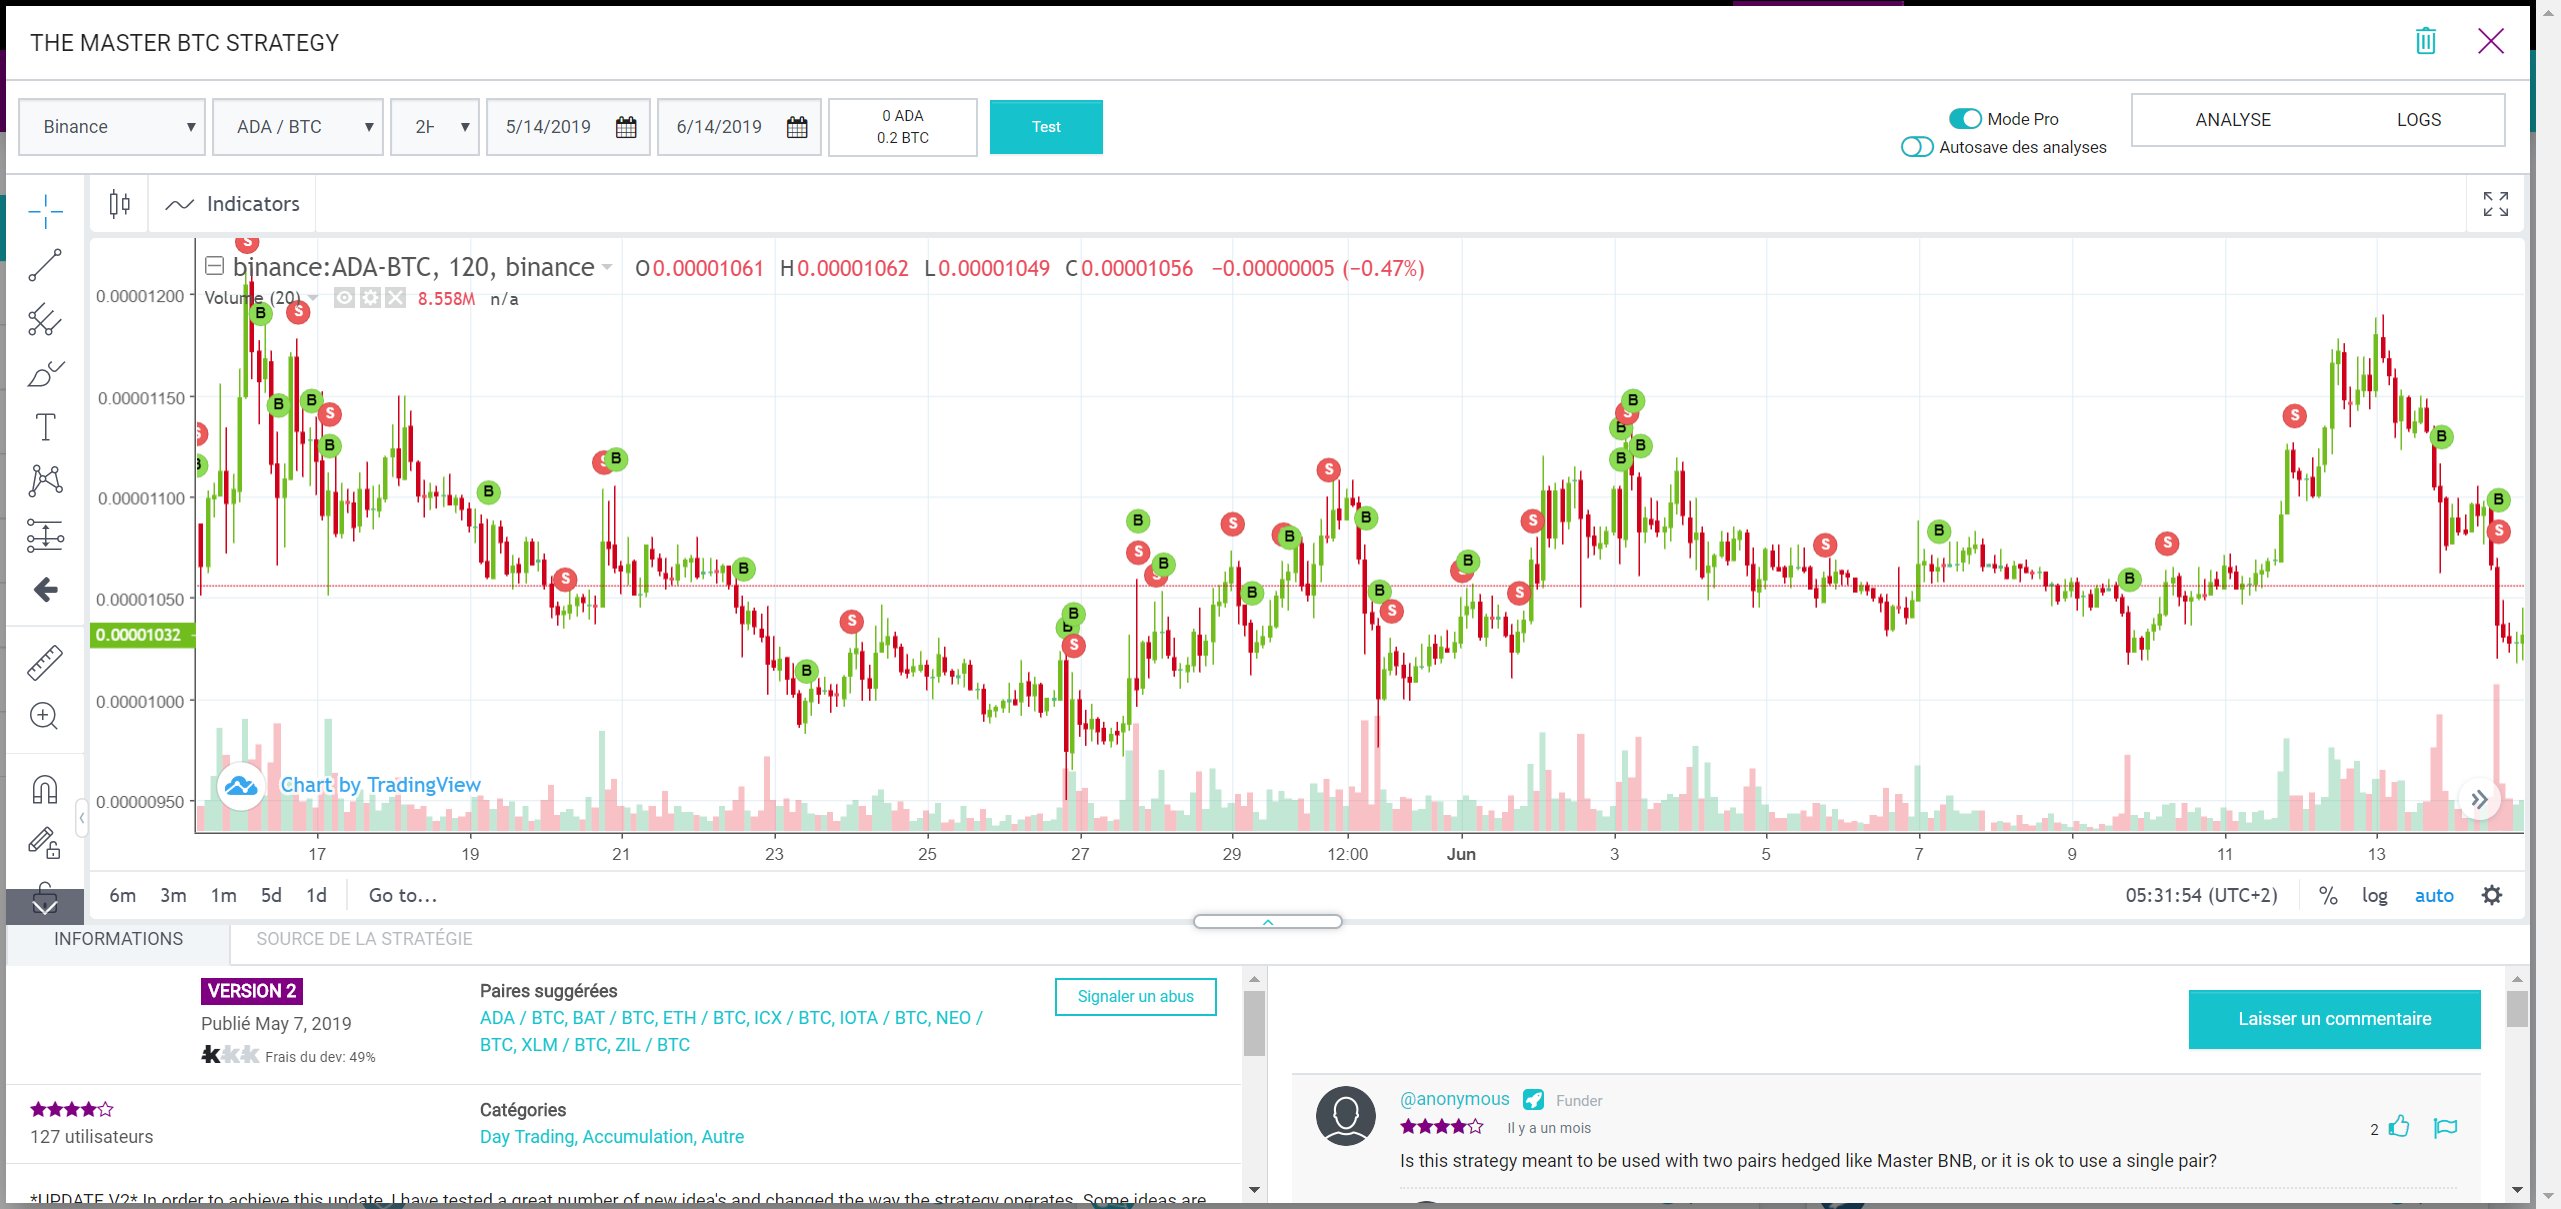 THE MASTER BTC STRATEGY
Binance ▾ ADA / BTC ▾ 2H ▾ 5/14/2019 6/14/2019
0 ADA
0.2 BTC
Test
Mode Pro
Autosave des analyses
ANALYSE LOGS
Indicators
binance:ADA-BTC, 120, binance O0.00001061 H0.00001062 L0.00001049 C0.00001056 −0.00000005 (−0.47%)
Volume (20) 8.558M n/a
0.00001200
0.00001150
0.00001100
0.00001050
0.00001032
0.00001000
0.00000950
Chart by TradingView
17 19 21 23 25 27 29 12:00 Jun 3 5 7 9 11 13
6m 3m 1m 5d 1d Go to... 05:31:54 (UTC+2) % log auto
INFORMATIONS SOURCE DE LA STRATÉGIE
VERSION 2
Publié May 7, 2019
Frais du dev: 49%
Paires suggérées
ADA / BTC, BAT / BTC, ETH / BTC, ICX / BTC, IOTA / BTC, NEO /
BTC, XLM / BTC, ZIL / BTC
Signaler un abus
127 utilisateurs
Catégories
Day Trading, Accumulation, Autre
*UPDATE V2* In order to achieve this update, I have tested a great number of new idea's and changed the way the strategy operates. Some ideas are
Laisser un commentaire
@anonymous Funder
Il y a un mois
2
Is this strategy meant to be used with two pairs hedged like Master BNB, or it is ok to use a single pair?